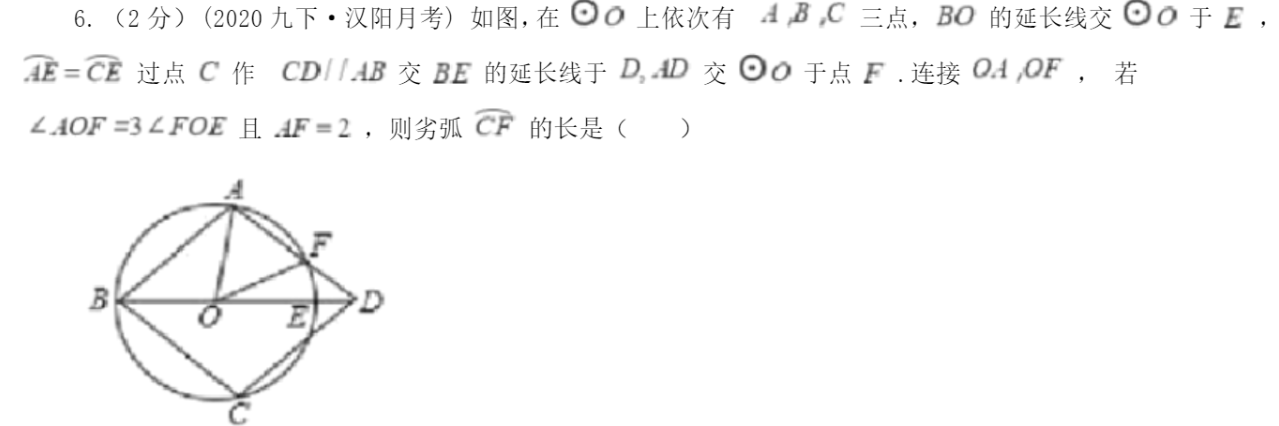 6. （2分）(2020九下·汉阳月考) 如图,在 ⊙O 上依次有 A,B,C 三点，BO 的延长线交 ⊙O 于 E，
⌒AE=⌒CE 过点 C 作 CD//AB 交 BE 的延长线于 D, AD 交 ⊙O 于点 F .连接 OA,OF ， 若
∠AOF=3∠FOE 且 AF=2 ，则劣弧 ⌒CF 的长是（ ）
A
F
B
O
E
D
C